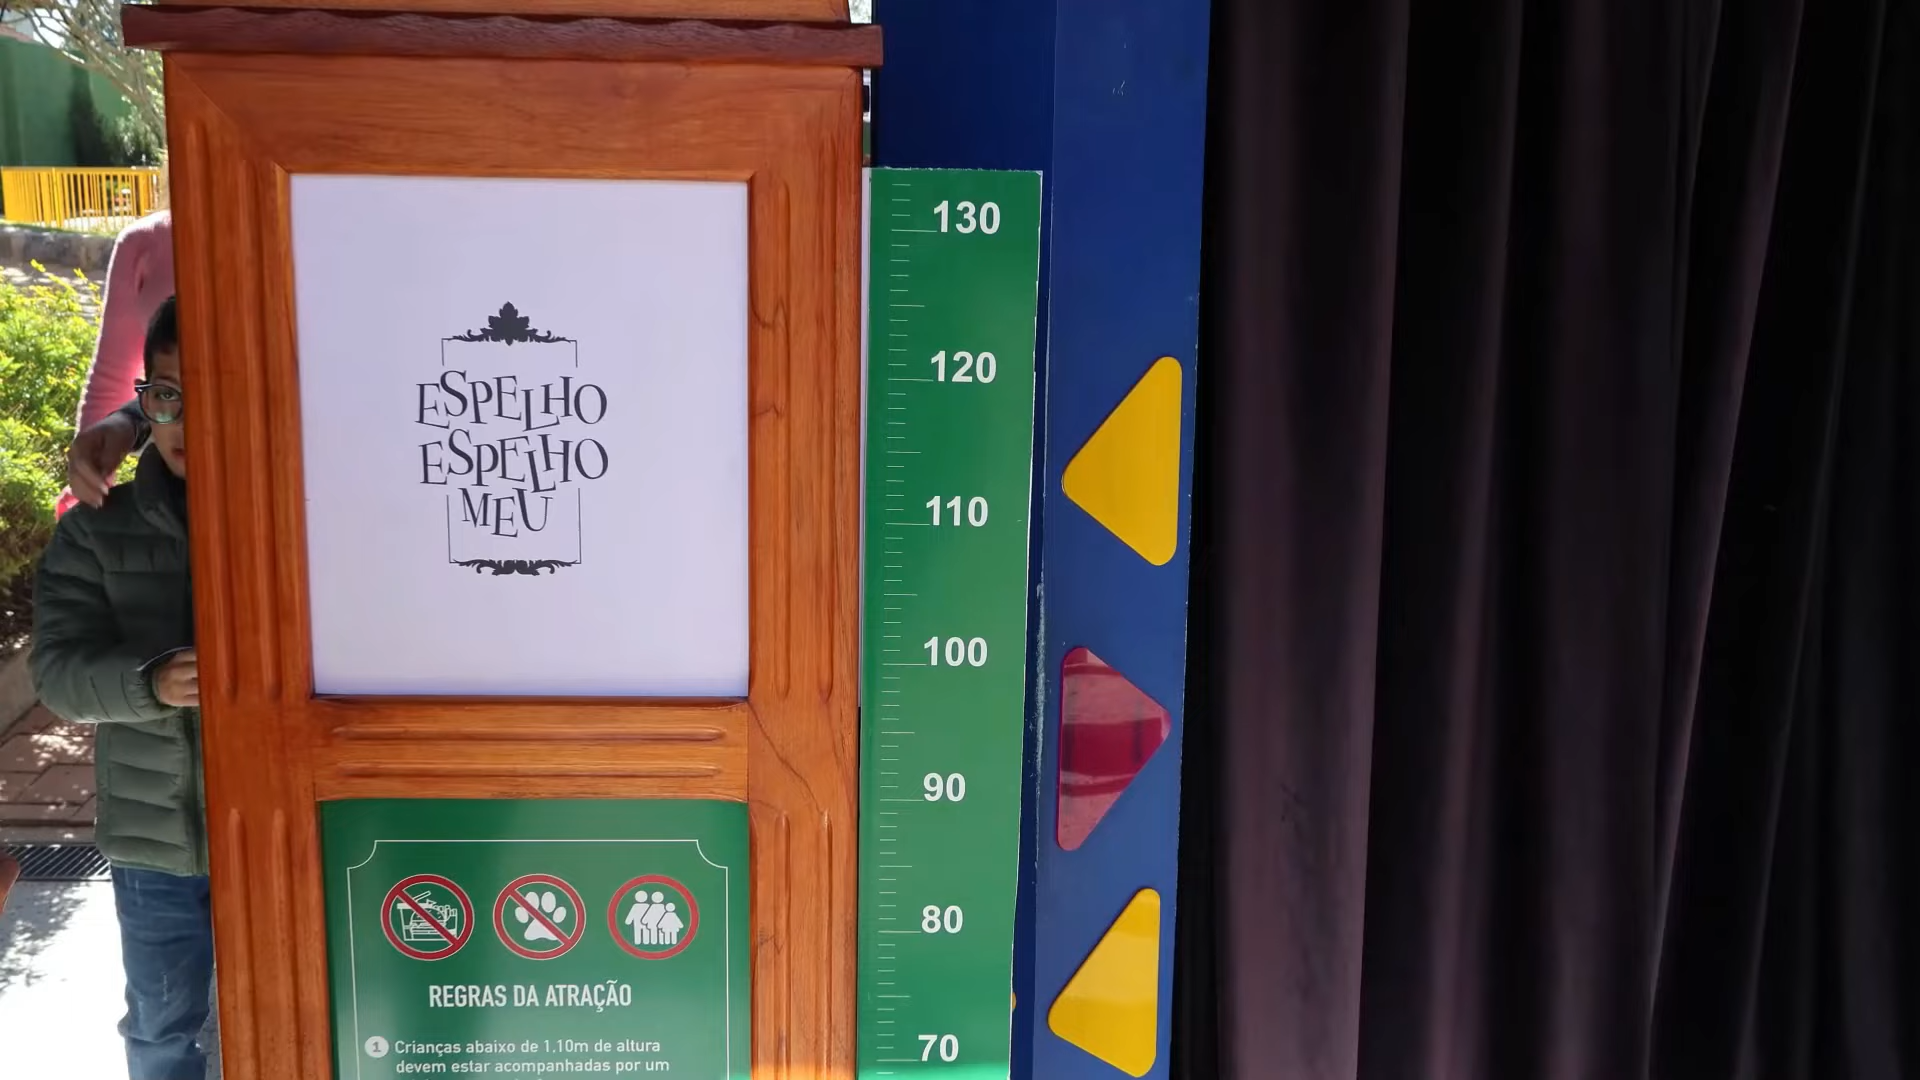 ESPELHO
ESPELHO
MEU
130
120
110
100
90
80
70
REGRAS DA ATRAÇÃO
1 Crianças abaixo de 1,10m de altura
devem estar acompanhadas por um